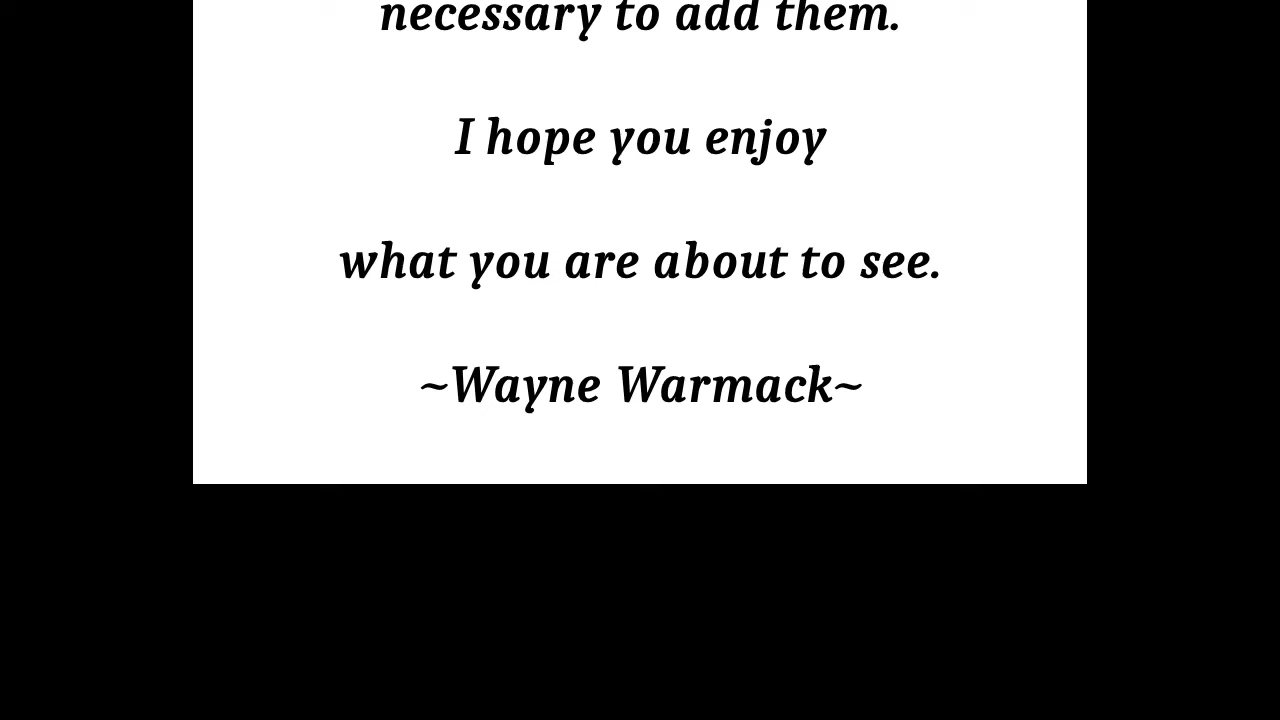 necessary to add them.
I hope you enjoy
what you are about to see.
~Wayne Warmack~